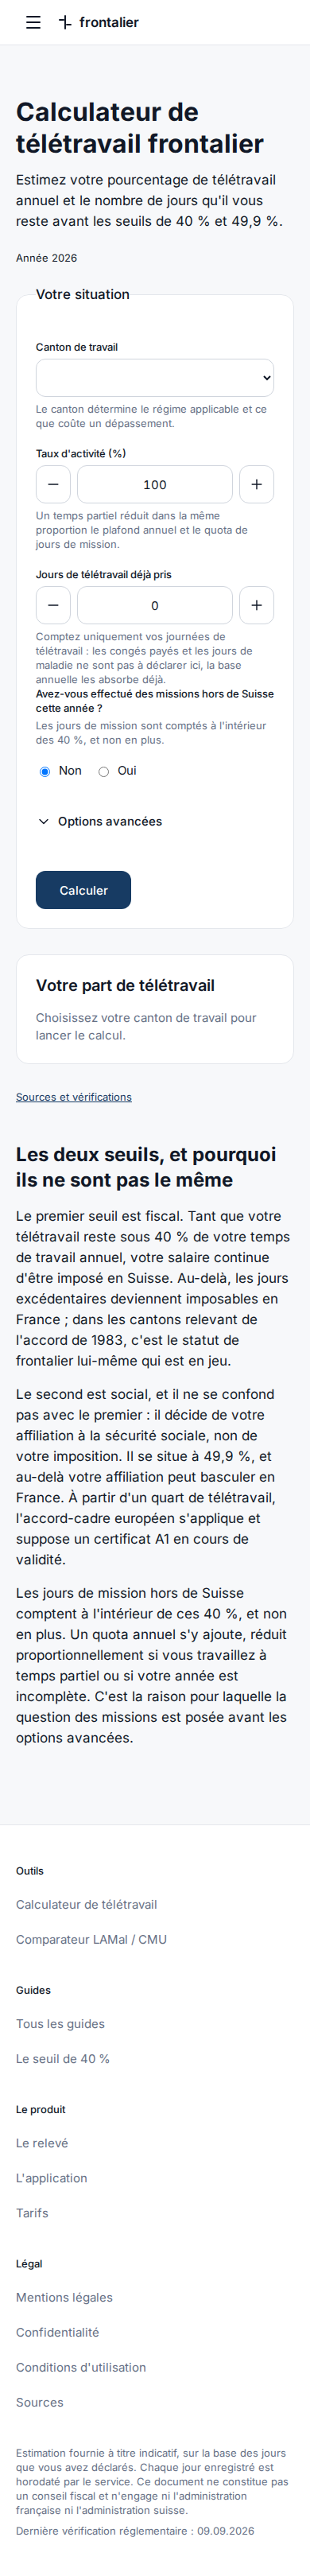 frontalier
Calculateur de
télétravail frontalier
Estimez votre pourcentage de télétravail
annuel et le nombre de jours qu'il vous
reste avant les seuils de 40 % et 49,9 %.
Année 2026
Votre situation
Canton de travail
Le canton détermine le régime applicable et ce
que coûte un dépassement.
Taux d'activité (%)
− 100 +
Un temps partiel réduit dans la même
proportion le plafond annuel et le quota de
jours de mission.
Jours de télétravail déjà pris
− 0 +
Comptez uniquement vos journées de
télétravail : les congés payés et les jours de
maladie ne sont pas à déclarer ici, la base
annuelle les absorbe déjà.
Avez-vous effectué des missions hors de Suisse
cette année ?
Les jours de mission sont comptés à l'intérieur
des 40 %, et non en plus.
Non Oui
Options avancées
Calculer
Votre part de télétravail
Choisissez votre canton de travail pour
lancer le calcul.
Sources et vérifications
Les deux seuils, et pourquoi
ils ne sont pas le même
Le premier seuil est fiscal. Tant que votre
télétravail reste sous 40 % de votre temps
de travail annuel, votre salaire continue
d'être imposé en Suisse. Au-delà, les jours
excédentaires deviennent imposables en
France ; dans les cantons relevant de
l'accord de 1983, c'est le statut de
frontalier lui-même qui est en jeu.
Le second est social, et il ne se confond
pas avec le premier : il décide de votre
affiliation à la sécurité sociale, non de
votre imposition. Il se situe à 49,9 %, et
au-delà votre affiliation peut basculer en
France. À partir d'un quart de télétravail,
l'accord-cadre européen s'applique et
suppose un certificat A1 en cours de
validité.
Les jours de mission hors de Suisse
comptent à l'intérieur de ces 40 %, et non
en plus. Un quota annuel s'y ajoute, réduit
proportionnellement si vous travaillez à
temps partiel ou si votre année est
incomplète. C'est la raison pour laquelle la
question des missions est posée avant les
options avancées.
Outils
Calculateur de télétravail
Comparateur LAMal / CMU
Guides
Tous les guides
Le seuil de 40 %
Le produit
Le relevé
L'application
Tarifs
Légal
Mentions légales
Confidentialité
Conditions d'utilisation
Sources
Estimation fournie à titre indicatif, sur la base des jours
que vous avez déclarés. Chaque jour enregistré est
horodaté par le service. Ce document ne constitue pas
un conseil fiscal et n'engage ni l'administration
française ni l'administration suisse.
Dernière vérification réglementaire : 09.09.2026